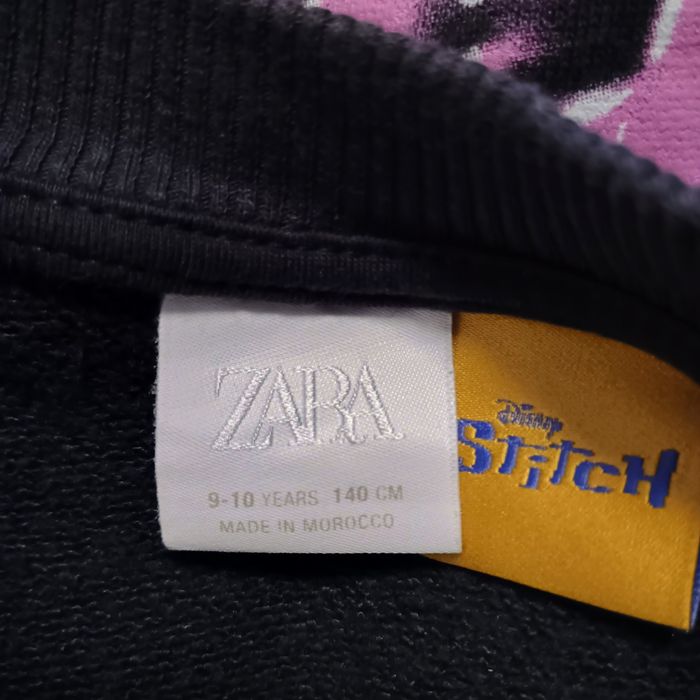 ZARA
9-10 YEARS 140 CM
MADE IN MOROCCO
Disney
STITCH